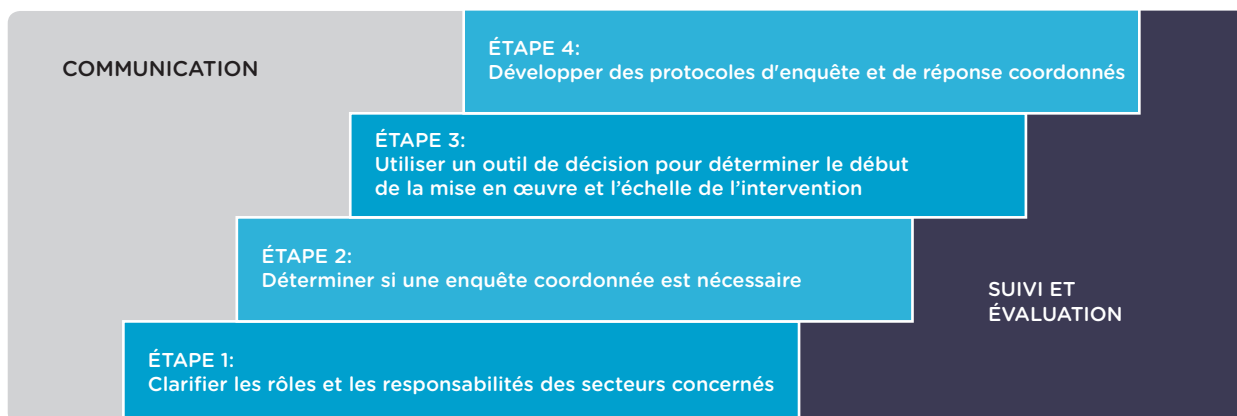 COMMUNICATION
ÉTAPE 4:
Développer des protocoles d'enquête et de réponse coordonnés
ÉTAPE 3:
Utiliser un outil de décision pour déterminer le début
de la mise en œuvre et l’échelle de l’intervention
ÉTAPE 2:
Déterminer si une enquête coordonnée est nécessaire
SUIVI ET
ÉVALUATION
ÉTAPE 1:
Clarifier les rôles et les responsabilités des secteurs concernés